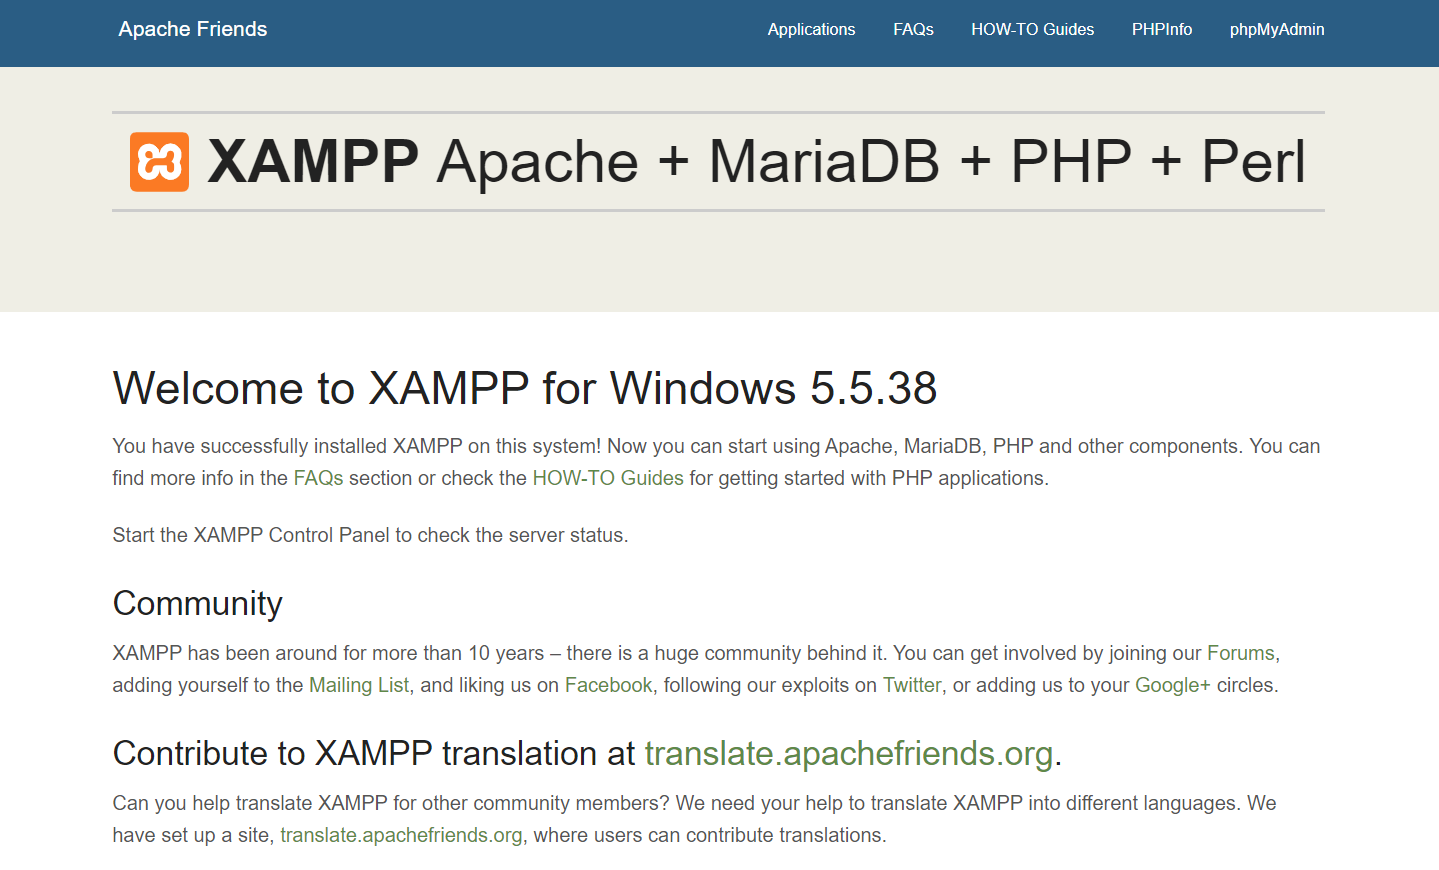 Apache Friends
Applications FAQs HOW-TO Guides PHPInfo phpMyAdmin
XAMPP Apache + MariaDB + PHP + Perl
Welcome to XAMPP for Windows 5.5.38
You have successfully installed XAMPP on this system! Now you can start using Apache, MariaDB, PHP and other components. You can
find more info in the FAQs section or check the HOW-TO Guides for getting started with PHP applications.
Start the XAMPP Control Panel to check the server status.
Community
XAMPP has been around for more than 10 years – there is a huge community behind it. You can get involved by joining our Forums,
adding yourself to the Mailing List, and liking us on Facebook, following our exploits on Twitter, or adding us to your Google+ circles.
Contribute to XAMPP translation at translate.apachefriends.org.
Can you help translate XAMPP for other community members? We need your help to translate XAMPP into different languages. We
have set up a site, translate.apachefriends.org, where users can contribute translations.